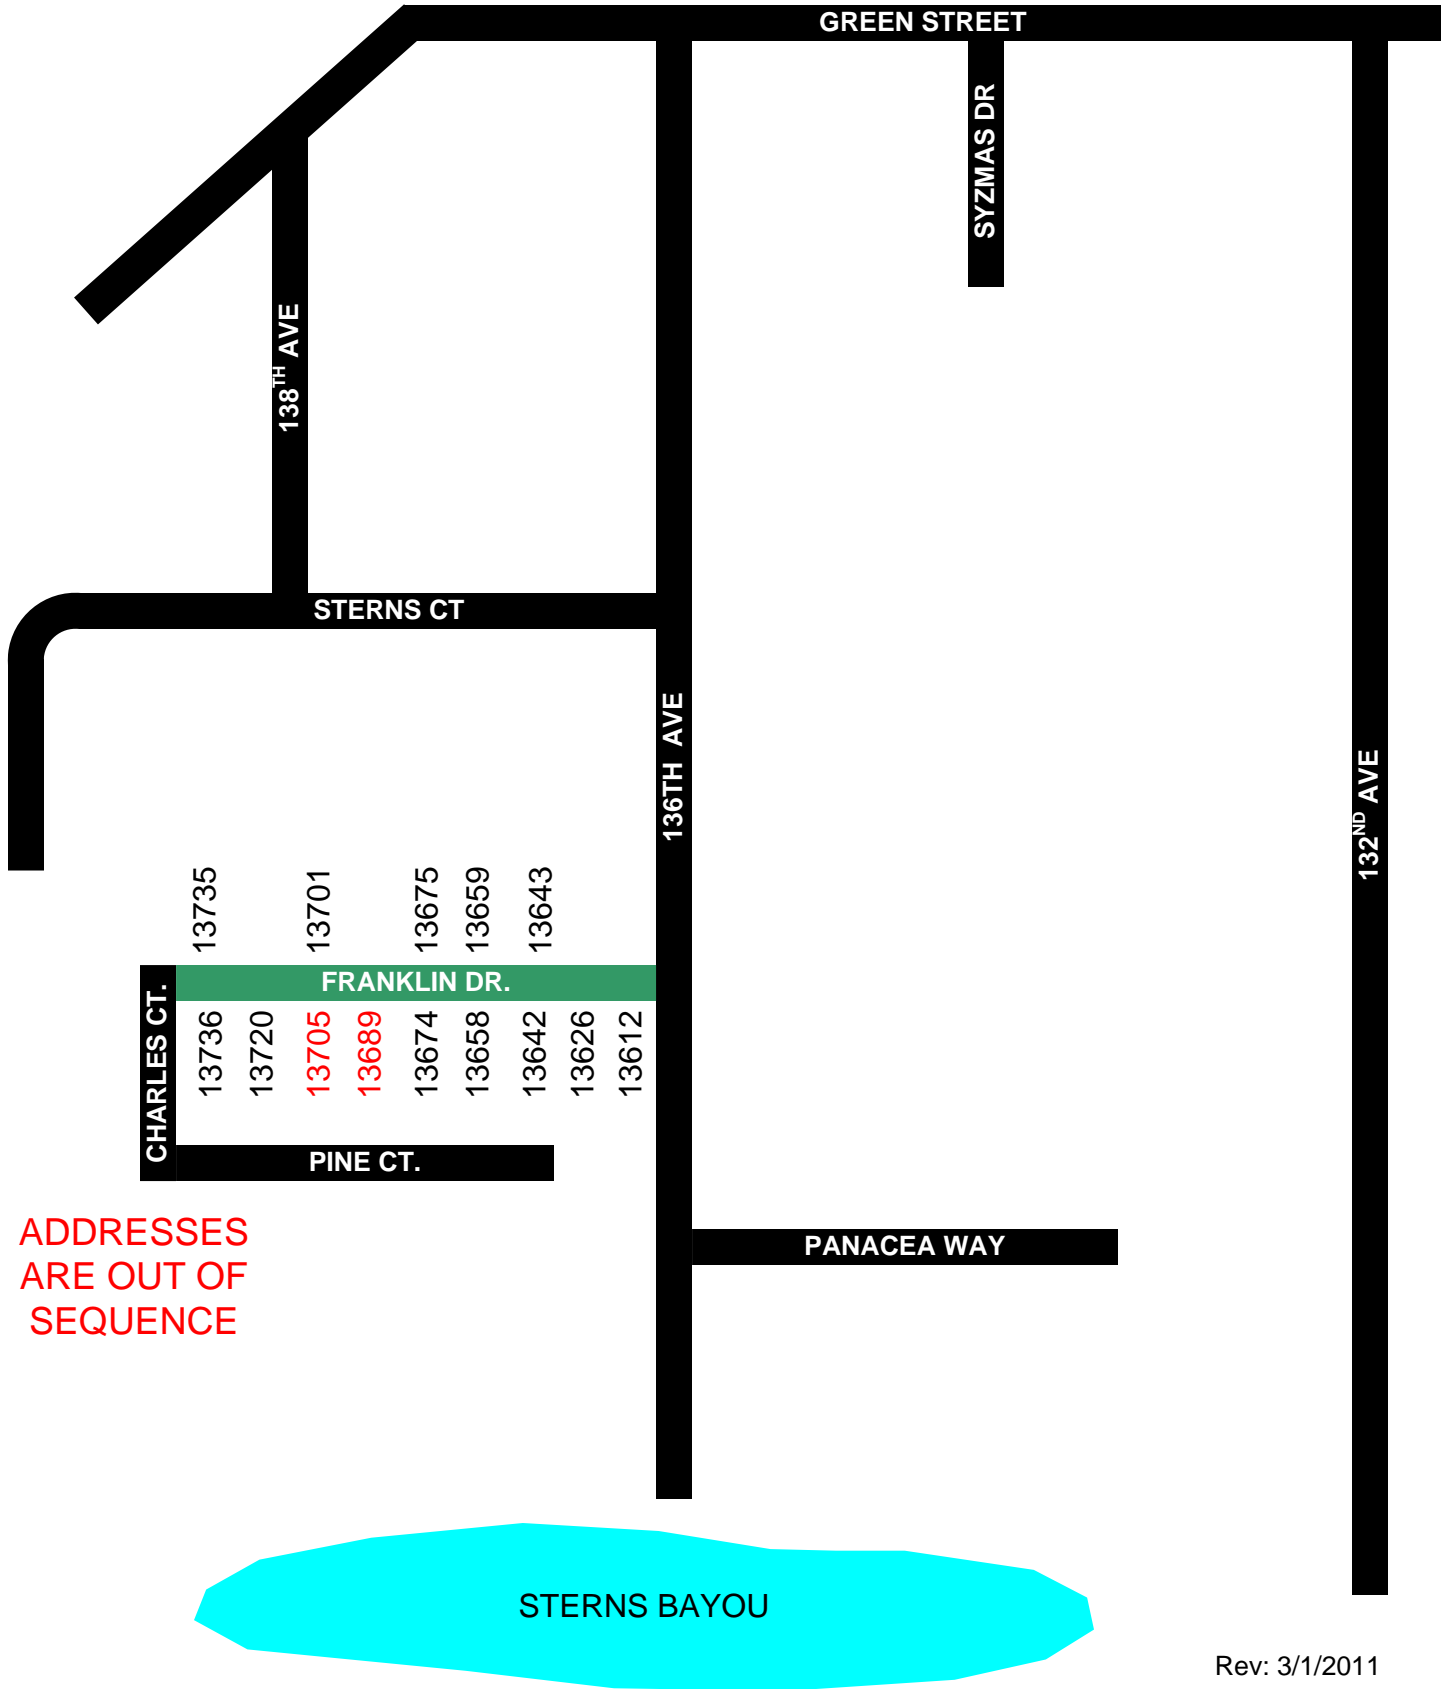 GREEN STREET
SYZMAS DR
138TH AVE
STERNS CT
136TH AVE
132ND AVE
13735
13701
13675
13659
13643
FRANKLIN DR.
CHARLES CT.
13736
13720
13705
13689
13674
13658
13642
13626
13612
PINE CT.
ADDRESSES
ARE OUT OF
SEQUENCE
PANACEA WAY
STERNS BAYOU
Rev: 3/1/2011